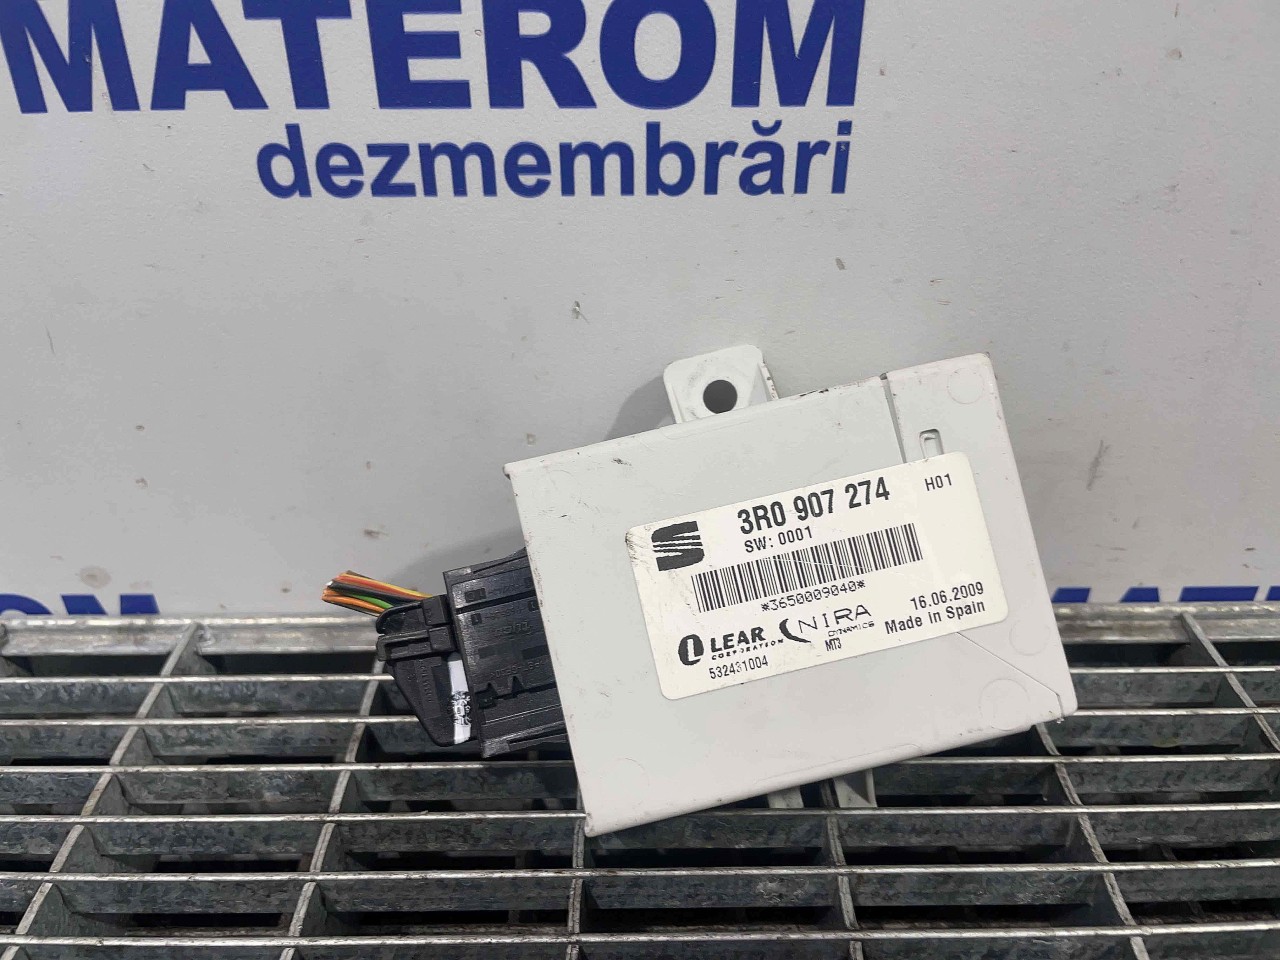 MATEROM
dezmembrări
3R0 907 274
H01
SW: 0001
*3650009040*
LEAR
CORPORATION
NIRA
DYNAMICS
16.06.2009
Made in Spain
532431004
MT3